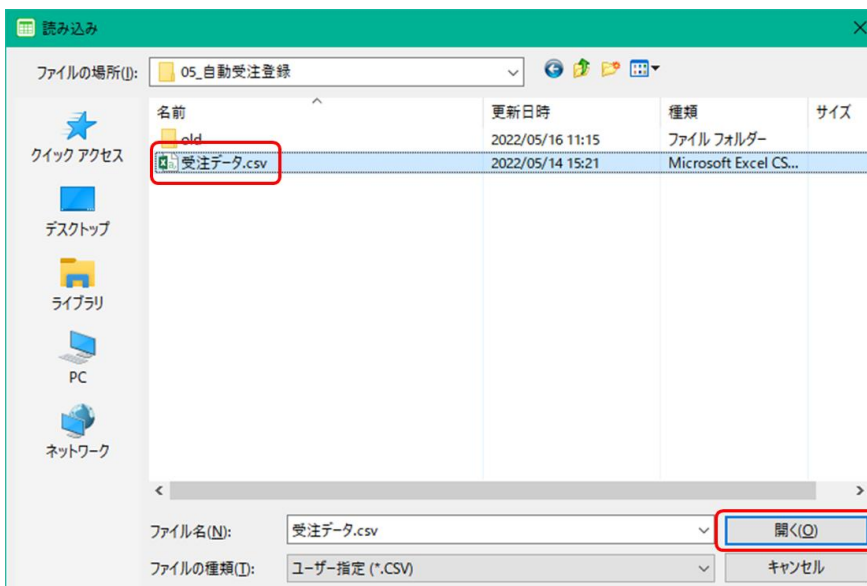 読み込み
ファイルの場所(I): 05_自動受注登録
名前 更新日時 種類 サイズ
old 2022/05/16 11:15 ファイル フォルダー
受注データ.csv 2022/05/14 15:21 Microsoft Excel CS...
クイック アクセス
デスクトップ
ライブラリ
PC
ネットワーク
ファイル名(N): 受注データ.csv 開く(O)
ファイルの種類(T): ユーザー指定 (*.CSV) キャンセル